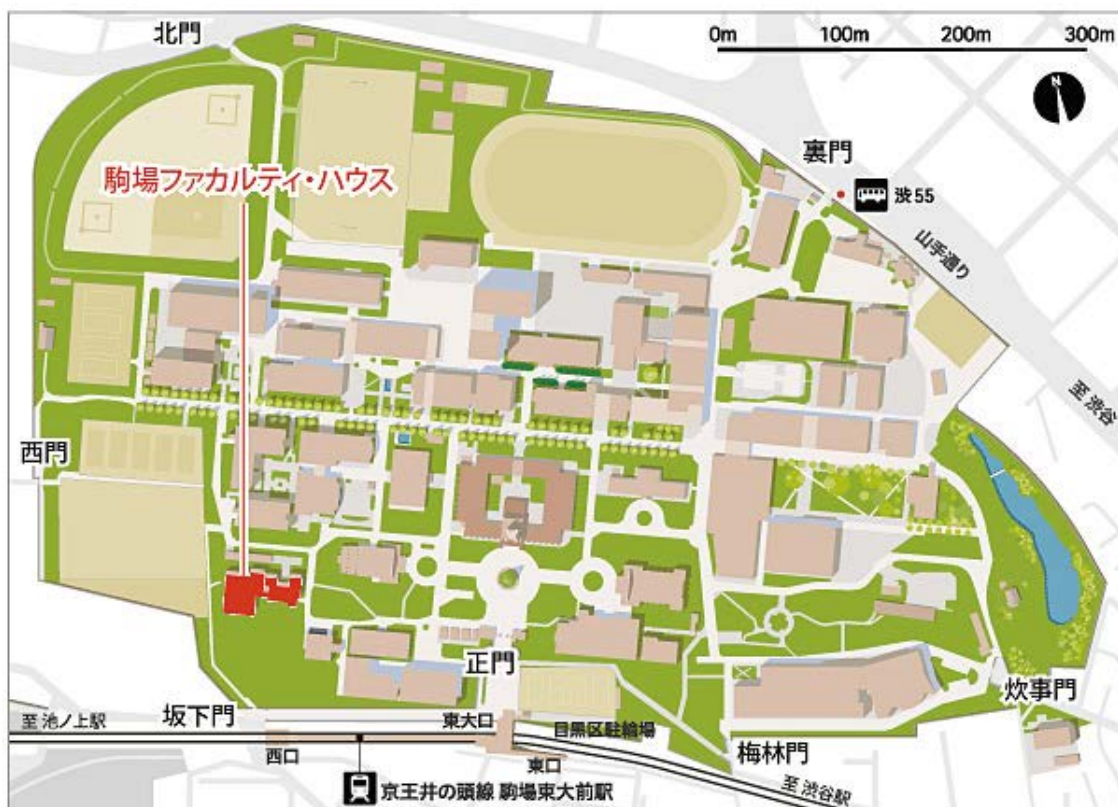 北門
0m 100m 200m 300m
N
裏門
駒場ファカルティ・ハウス
渋55
山手通り
至 渋谷
西門
正門
炊事門
坂下門
至 池ノ上駅
東大口
目黒区駐輪場
梅林門
西口
東口
至 渋谷駅
京王井の頭線 駒場東大前駅